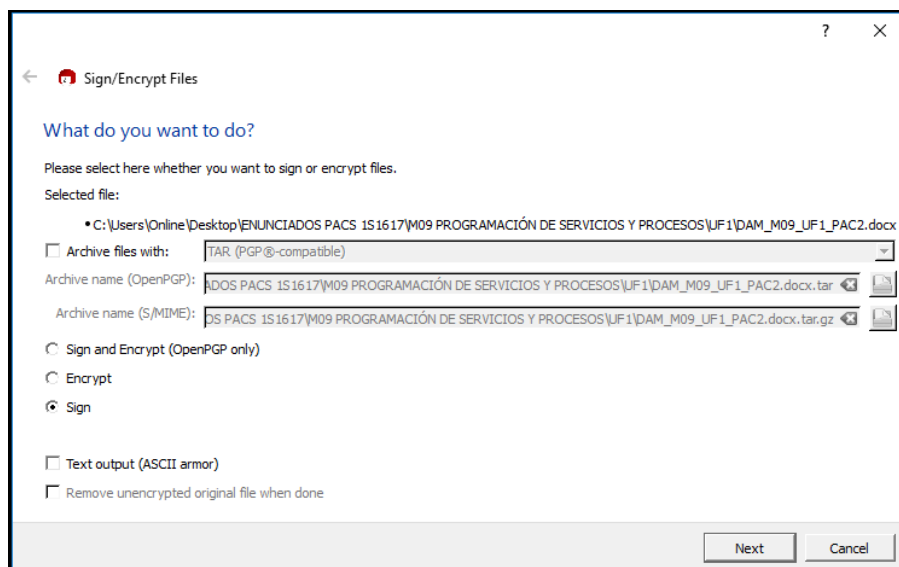 ?
Sign/Encrypt Files
What do you want to do?
Please select here whether you want to sign or encrypt files.
Selected file:
•C:\Users\Online\Desktop\ENUNCIADOS PACS 1S1617\M09 PROGRAMACIÓN DE SERVICIOS Y PROCESOS\UF1\DAM_M09_UF1_PAC2.docx
Archive files with: TAR (PGP®-compatible)
Archive name (OpenPGP): ADOS PACS 1S1617\M09 PROGRAMACIÓN DE SERVICIOS Y PROCESOS\UF1\DAM_M09_UF1_PAC2.docx.tar
Archive name (S/MIME): OS PACS 1S1617\M09 PROGRAMACIÓN DE SERVICIOS Y PROCESOS\UF1\DAM_M09_UF1_PAC2.docx.tar.gz
Sign and Encrypt (OpenPGP only)
Encrypt
Sign
Text output (ASCII armor)
Remove unencrypted original file when done
Next Cancel